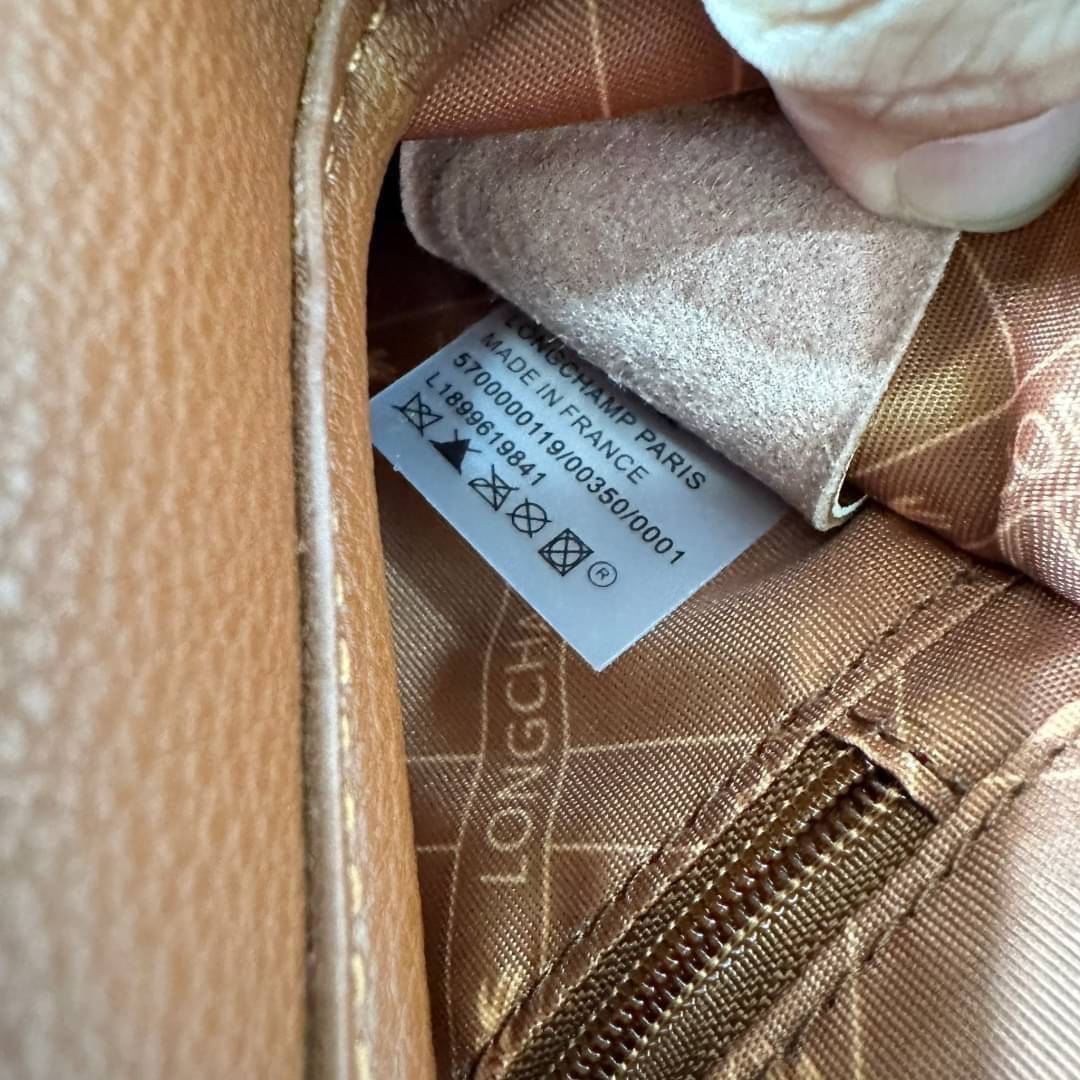 LONGCHAMP PARIS
MADE IN FRANCE
5700000119/00350/0001
L1899619841
®
LONGCH